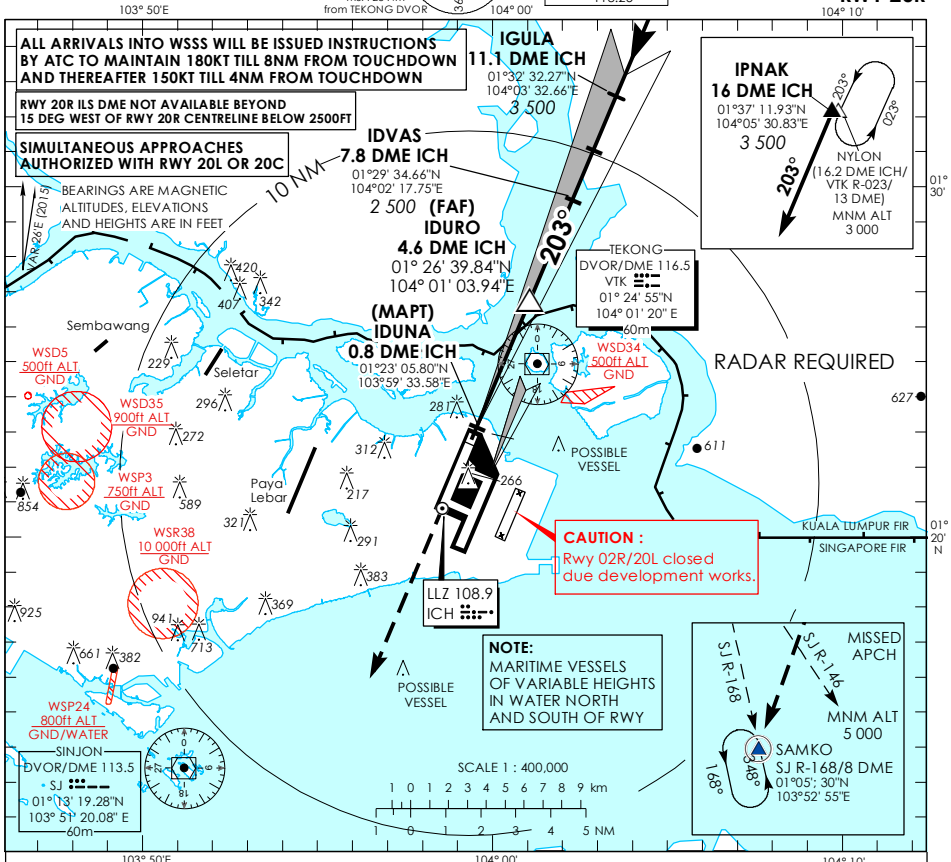 103° 50'E
from TEKONG DVOR
104° 00'
104° 10'
ALL ARRIVALS INTO WSSS WILL BE ISSUED INSTRUCTIONS
BY ATC TO MAINTAIN 180KT TILL 8NM FROM TOUCHDOWN
AND THEREAFTER 150KT TILL 4NM FROM TOUCHDOWN
RWY 20R ILS DME NOT AVAILABLE BEYOND
15 DEG WEST OF RWY 20R CENTRELINE BELOW 2500FT
SIMULTANEOUS APPROACHES
AUTHORIZED WITH RWY 20L OR 20C
VAR 26'E (2015)
BEARINGS ARE MAGNETIC
ALTITUDES, ELEVATIONS
AND HEIGHTS ARE IN FEET
10 NM
IGULA
11.1 DME ICH
01°32' 32.27"N
104°03' 32.66"E
3 500
IDVAS
7.8 DME ICH
01°29' 34.66"N
104°02' 17.75"E
2 500
(FAF)
IDURO
4.6 DME ICH
01° 26' 39.84"N
104° 01' 03.94"E
203°
(MAPT)
IDUNA
0.8 DME ICH
01°23' 05.80"N
103°59' 33.58"E
IPNAK
16 DME ICH
01°37' 11.93"N
104°05' 30.83"E
3 500
203°
023°
203°
NYLON
(16.2 DME ICH/
VTK R-023/
13 DME)
MNM ALT
3 000
01°
30'
TEKONG
DVOR/DME 116.5
VTK
01° 24' 55"N
104° 01' 20" E
60m
0
9
18
27
WSD34
500ft ALT
GND
RADAR REQUIRED
420
407
342
Sembawang
229
Seletar
296
WSD5
500ft ALT
GND
WSD35
900ft ALT
GND
272
WSP3
750ft ALT
GND
854
589
321
Paya
Lebar
217
312
281
266
291
383
369
WSR38
10 000ft ALT
GND
941
713
925
661
382
WSP24
800ft ALT
GND/WATER
POSSIBLE
VESSEL
611
627
KUALA LUMPUR FIR
SINGAPORE FIR
01°
20'
N
CAUTION :
Rwy 02R/20L closed
due development works.
LLZ 108.9
ICH
POSSIBLE
VESSEL
NOTE:
MARITIME VESSELS
OF VARIABLE HEIGHTS
IN WATER NORTH
AND SOUTH OF RWY
SINJON
DVOR/DME 113.5
SJ
01° 13' 19.28"N
103° 51' 20.08" E
60m
0
9
18
27
SCALE 1 : 400,000
1 0 1 2 3 4 5 6 7 8 9 km
1 0 1 2 3 4 5 NM
MISSED
APCH
SJ R-168
SJ R-146
MNM ALT
5 000
168°
348°
SAMKO
SJ R-168/8 DME
01°05'; 30"N
103°52' 55"E
103° 50'E
104° 00'